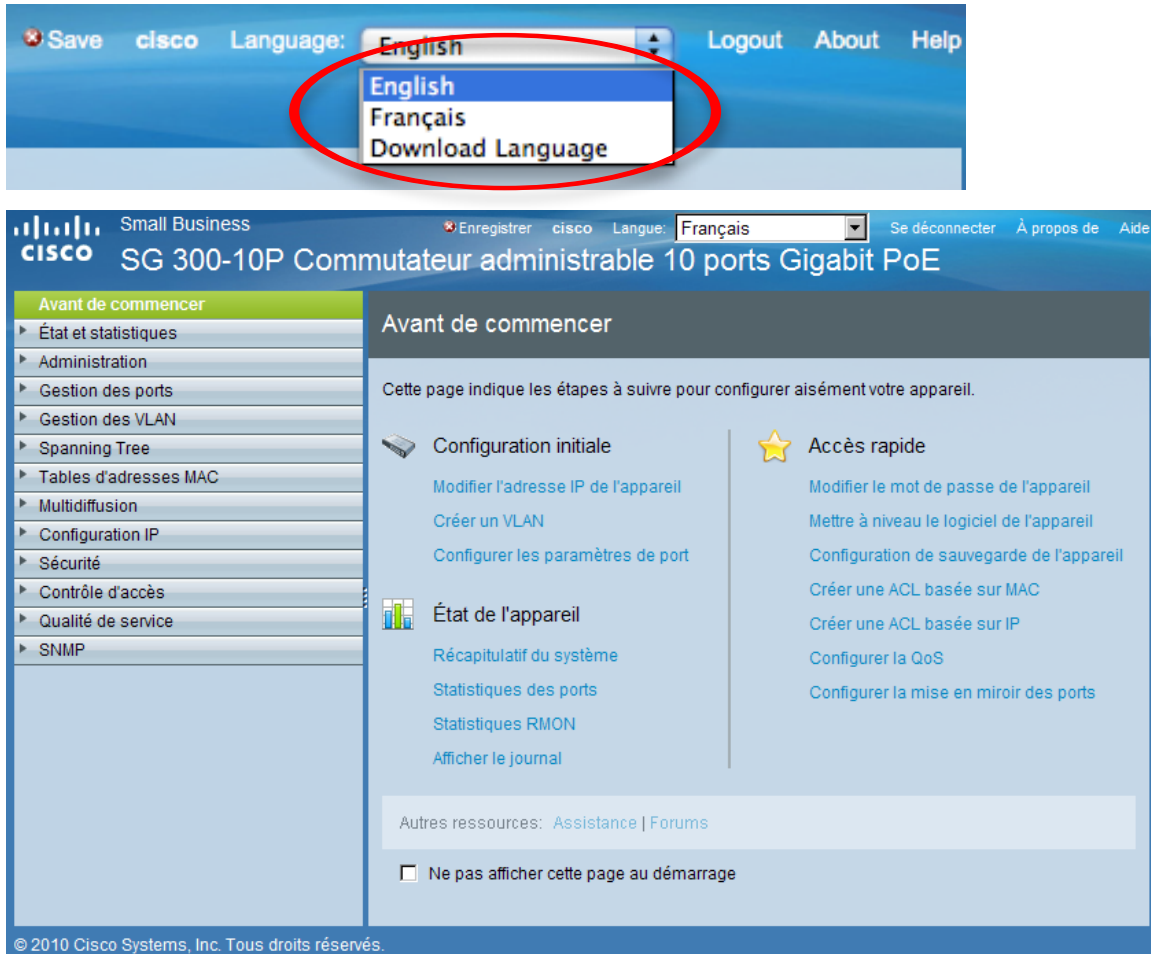 Save cisco Language: English Logout About Help
English
Français
Download Language
cisco Small Business
Enregistrer cisco Langue: Français Se déconnecter À propos de Aide
SG 300-10P Commutateur administrable 10 ports Gigabit PoE
Avant de commencer
État et statistiques
Administration
Gestion des ports
Gestion des VLAN
Spanning Tree
Tables d'adresses MAC
Multidiffusion
Configuration IP
Sécurité
Contrôle d'accès
Qualité de service
SNMP
Avant de commencer
Cette page indique les étapes à suivre pour configurer aisément votre appareil.
Configuration initiale
Modifier l'adresse IP de l'appareil
Créer un VLAN
Configurer les paramètres de port
État de l'appareil
Récapitulatif du système
Statistiques des ports
Statistiques RMON
Afficher le journal
Accès rapide
Modifier le mot de passe de l'appareil
Mettre à niveau le logiciel de l'appareil
Configuration de sauvegarde de l'appareil
Créer une ACL basée sur MAC
Créer une ACL basée sur IP
Configurer la QoS
Configurer la mise en miroir des ports
Autres ressources: Assistance | Forums
Ne pas afficher cette page au démarrage
© 2010 Cisco Systems, Inc. Tous droits réservés.